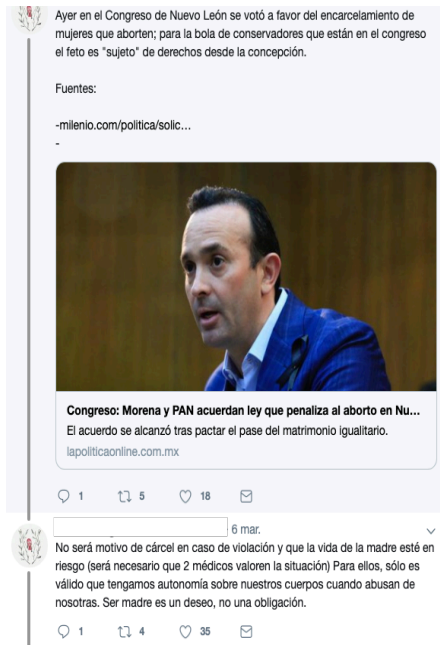 Ayer en el Congreso de Nuevo León se votó a favor del encarcelamiento de
mujeres que aborten; para la bola de conservadores que están en el congreso
el feto es "sujeto" de derechos desde la concepción.
Fuentes:
-milenio.com/politica/solic...
-
Congreso: Morena y PAN acuerdan ley que penaliza al aborto en Nu...
El acuerdo se alcanzó tras pactar el pase del matrimonio igualitario.
lapoliticaonline.com.mx
1 5 18
6 mar.
No será motivo de cárcel en caso de violación y que la vida de la madre esté en
riesgo (será necesario que 2 médicos valoren la situación) Para ellos, sólo es
válido que tengamos autonomía sobre nuestros cuerpos cuando abusan de
nosotras. Ser madre es un deseo, no una obligación.
1 4 35